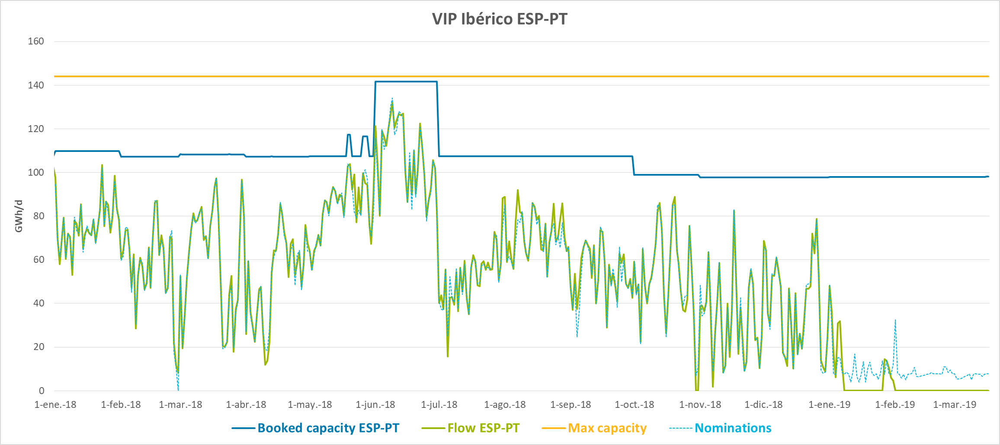 VIP Ibérico ESP-PT
160
140
120
100
80
60
40
20
0
GWh/d
1-ene.-18 1-feb.-18 1-mar.-18 1-abr.-18 1-may.-18 1-jun.-18 1-jul.-18 1-ago.-18 1-sep.-18 1-oct.-18 1-nov.-18 1-dic.-18 1-ene.-19 1-feb.-19 1-mar.-19
Booked capacity ESP-PT Flow ESP-PT Max capacity Nominations